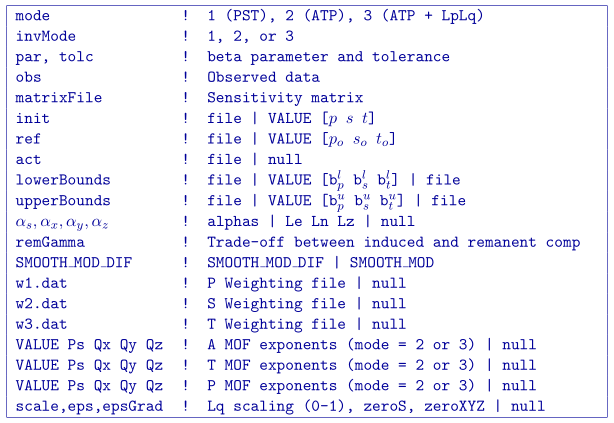 mode ! 1 (PST), 2 (ATP), 3 (ATP + LpLq)
invMode ! 1, 2, or 3
par, tolc ! beta parameter and tolerance
obs ! Observed data
matrixFile ! Sensitivity matrix
init ! file | VALUE [p s t]
ref ! file | VALUE [p_o s_o t_o]
act ! file | null
lowerBounds ! file | VALUE [b_p^l b_s^l b_t^l] | file
upperBounds ! file | VALUE [b_p^u b_s^u b_t^u] | file
α_s, α_x, α_y, α_z ! alphas | Le Ln Lz | null
remGamma ! Trade-off between induced and remanent comp
SMOOTH_MOD_DIF ! SMOOTH_MOD_DIF | SMOOTH_MOD
w1.dat ! P Weighting file | null
w2.dat ! S Weighting file | null
w3.dat ! T Weighting file | null
VALUE Ps Qx Qy Qz ! A MOF exponents (mode = 2 or 3) | null
VALUE Ps Qx Qy Qz ! T MOF exponents (mode = 2 or 3) | null
VALUE Ps Qx Qy Qz ! P MOF exponents (mode = 2 or 3) | null
scale,eps,epsGrad ! Lq scaling (0-1), zeroS, zeroXYZ | null